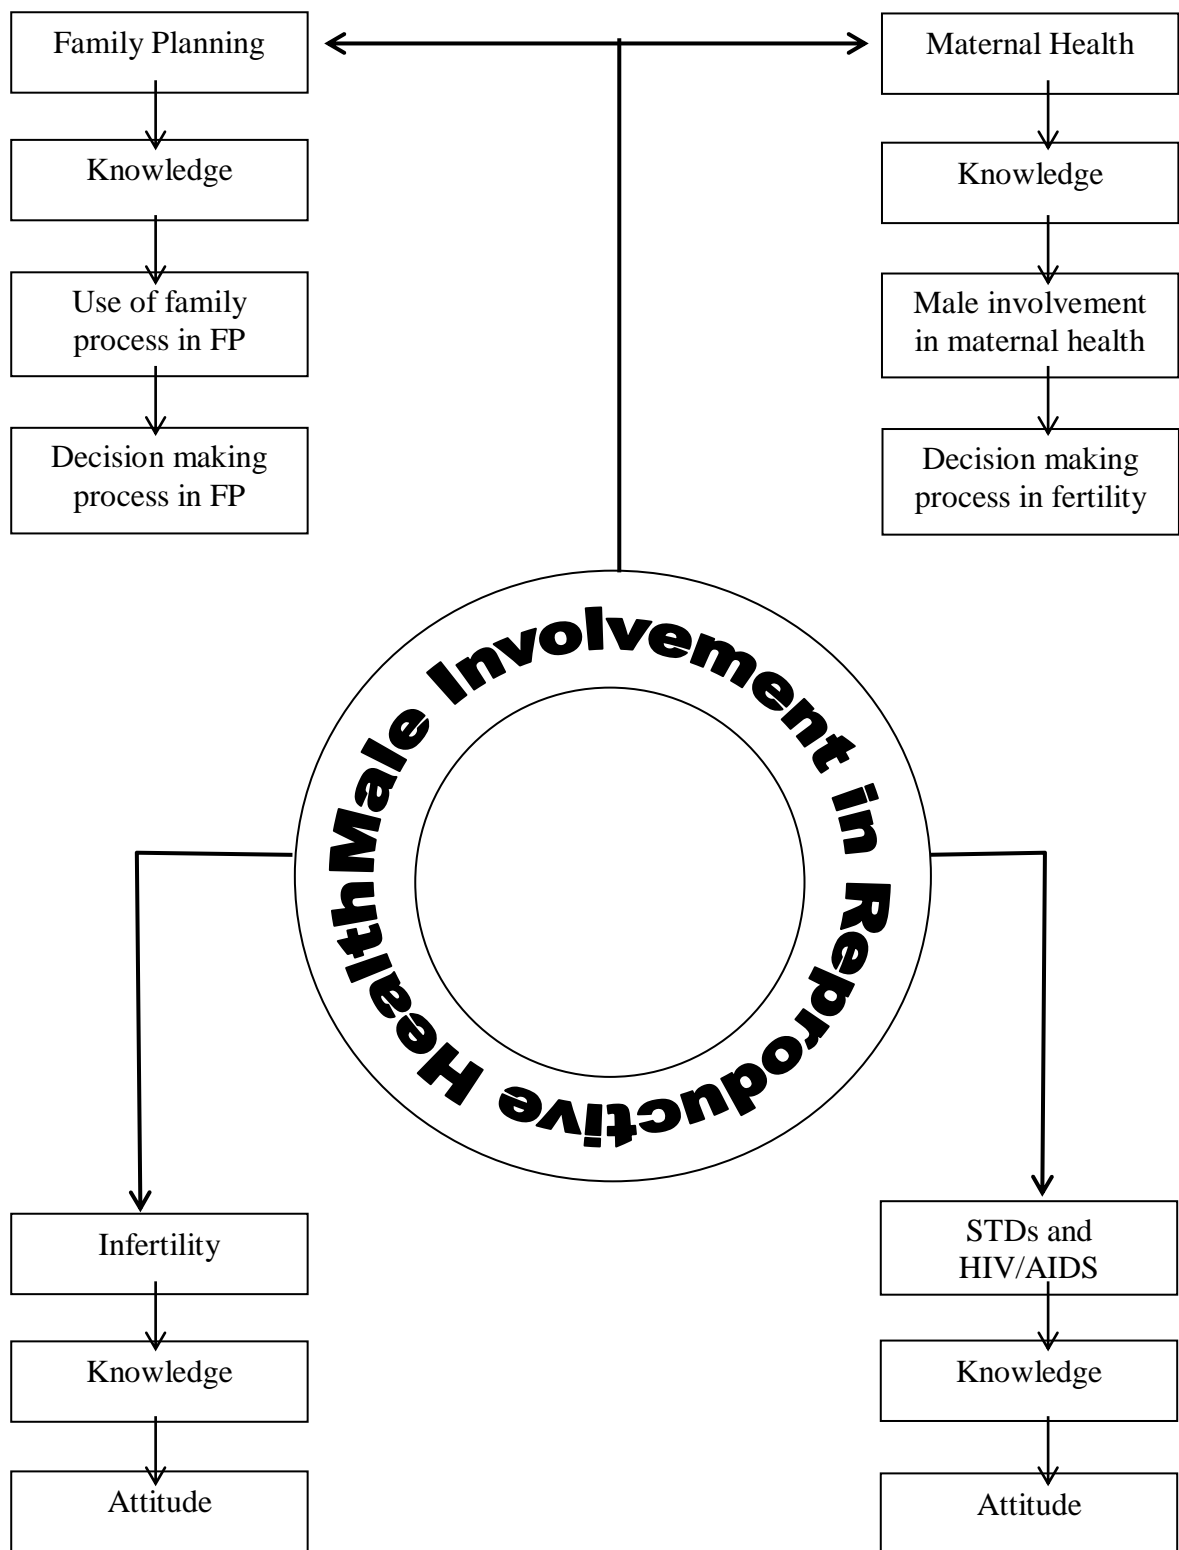 Family Planning
Knowledge
Use of family
process in FP
Decision making
process in FP
Maternal Health
Knowledge
Male involvement
in maternal health
Decision making
process in fertility
Male Involvement in Reproductive Health
Infertility
Knowledge
Attitude
STDs and
HIV/AIDS
Knowledge
Attitude